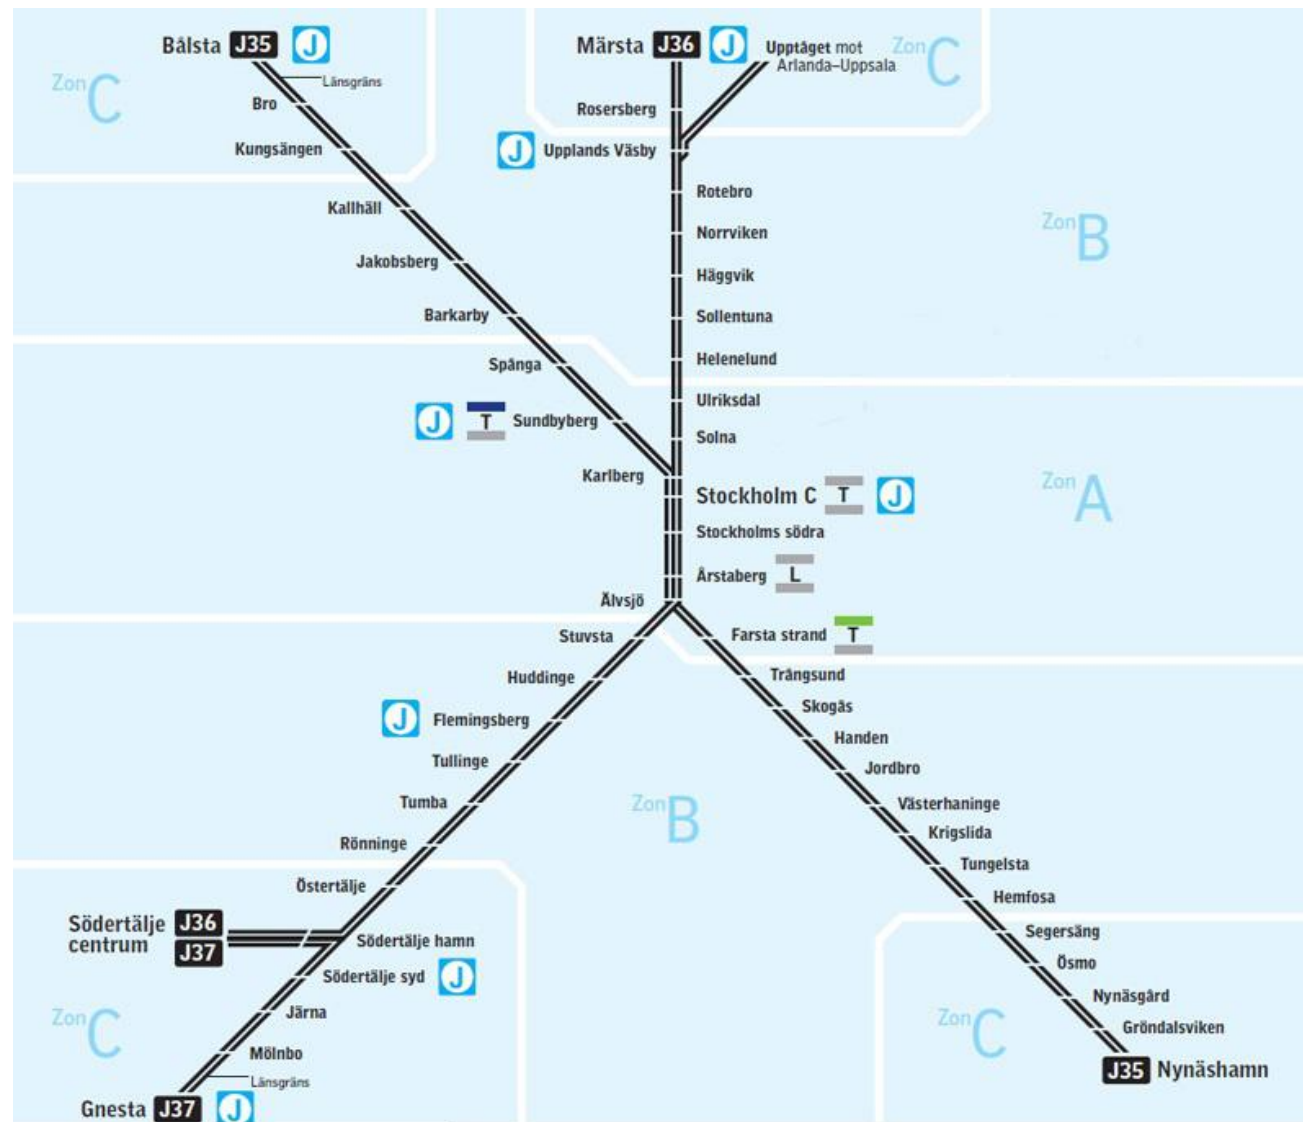 Bålsta J35 J
Märsta J36 J
Upptåget mot
Arlanda–Uppsala
Zon C
Zon C
Länsgräns
Bro
Rosersberg
Kungsängen
J Upplands Väsby
Rotebro
Kallhäll
Norrviken
Zon B
Jakobsberg
Häggvik
Barkarby
Sollentuna
Spånga
Helenelund
Ulriksdal
J T Sundbyberg
Solna
Karlberg
Stockholm C T J
Zon A
Stockholms södra
Årstaberg L
Älvsjö
Stuvsta
Farsta strand T
Huddinge
Trångsund
Skogås
J Flemingsberg
Handen
Tullinge
Jordbro
Tumba
Västerhaninge
Zon B
Krigslida
Rönninge
Tungelsta
Östertälje
Hemfosa
Södertälje
centrum
J36
J37
Segersäng
Södertälje hamn
Ösmo
Södertälje syd J
Nynäsgård
Zon C
Järna
Zon C
Gröndalsviken
Mölnbo
J35 Nynäshamn
Länsgräns
Gnesta J37 J